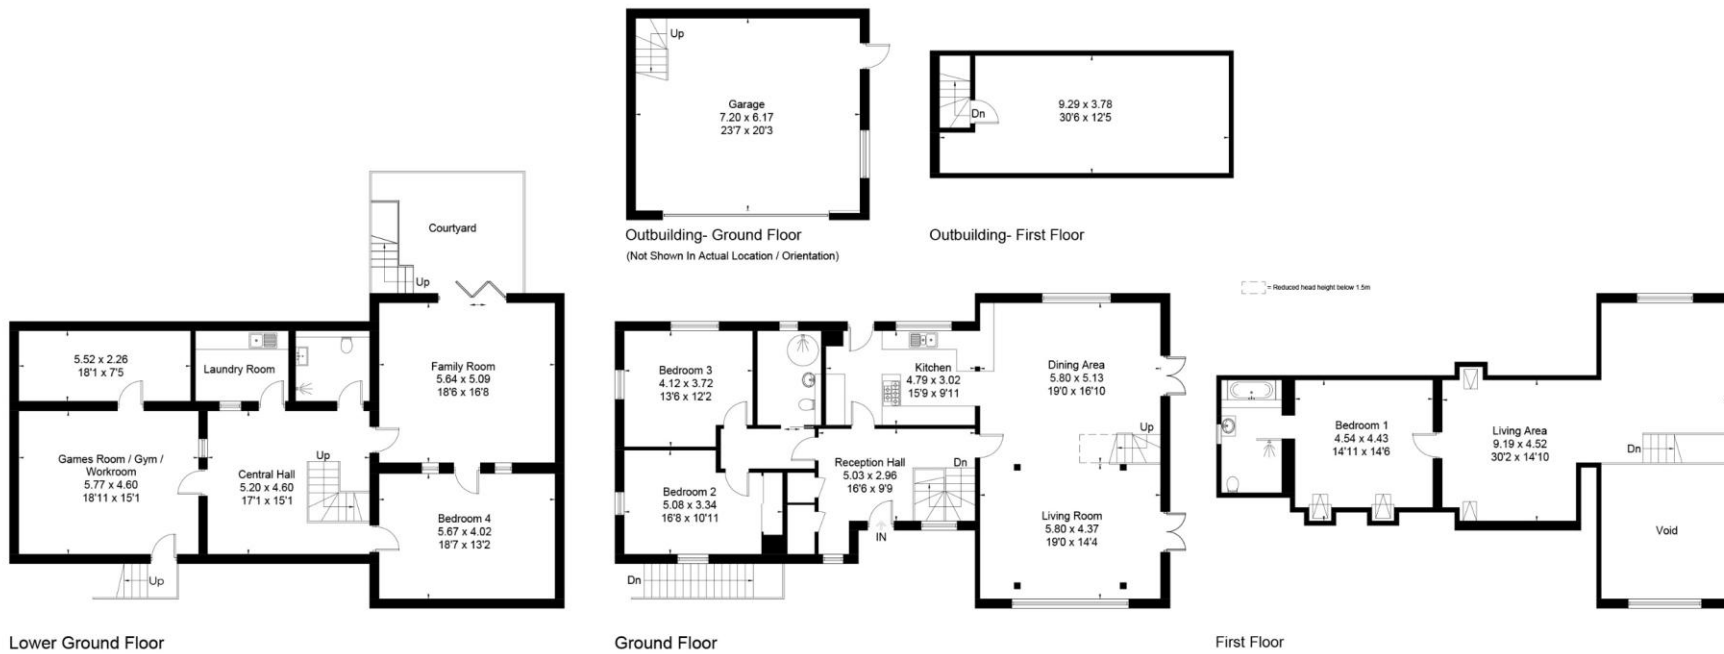 Up
Garage
7.20 x 6.17
23'7 x 20'3
Outbuilding- Ground Floor
(Not Shown In Actual Location / Orientation)
9.29 x 3.78
30'6 x 12'5
Dn
Outbuilding- First Floor
Courtyard
Up
5.52 x 2.26
18'1 x 7'5
Laundry Room
Family Room
5.64 x 5.09
18'6 x 16'8
Games Room / Gym /
Workroom
5.77 x 4.60
18'11 x 15'1
Up
Central Hall
5.20 x 4.60
17'1 x 15'1
Bedroom 4
5.67 x 4.02
18'7 x 13'2
Up
Lower Ground Floor
Bedroom 3
4.12 x 3.72
13'6 x 12'2
Kitchen
4.79 x 3.02
15'9 x 9'11
Dining Area
5.80 x 5.13
19'0 x 16'10
Up
Reception Hall
5.03 x 2.96
16'6 x 9'9
Dn
Bedroom 2
5.08 x 3.34
16'8 x 10'11
Living Room
5.80 x 4.37
19'0 x 14'4
IN
Dn
Ground Floor
= Reduced head height below 1.5m
Bedroom 1
4.54 x 4.43
14'11 x 14'6
Living Area
9.19 x 4.52
30'2 x 14'10
Dn
Void
First Floor